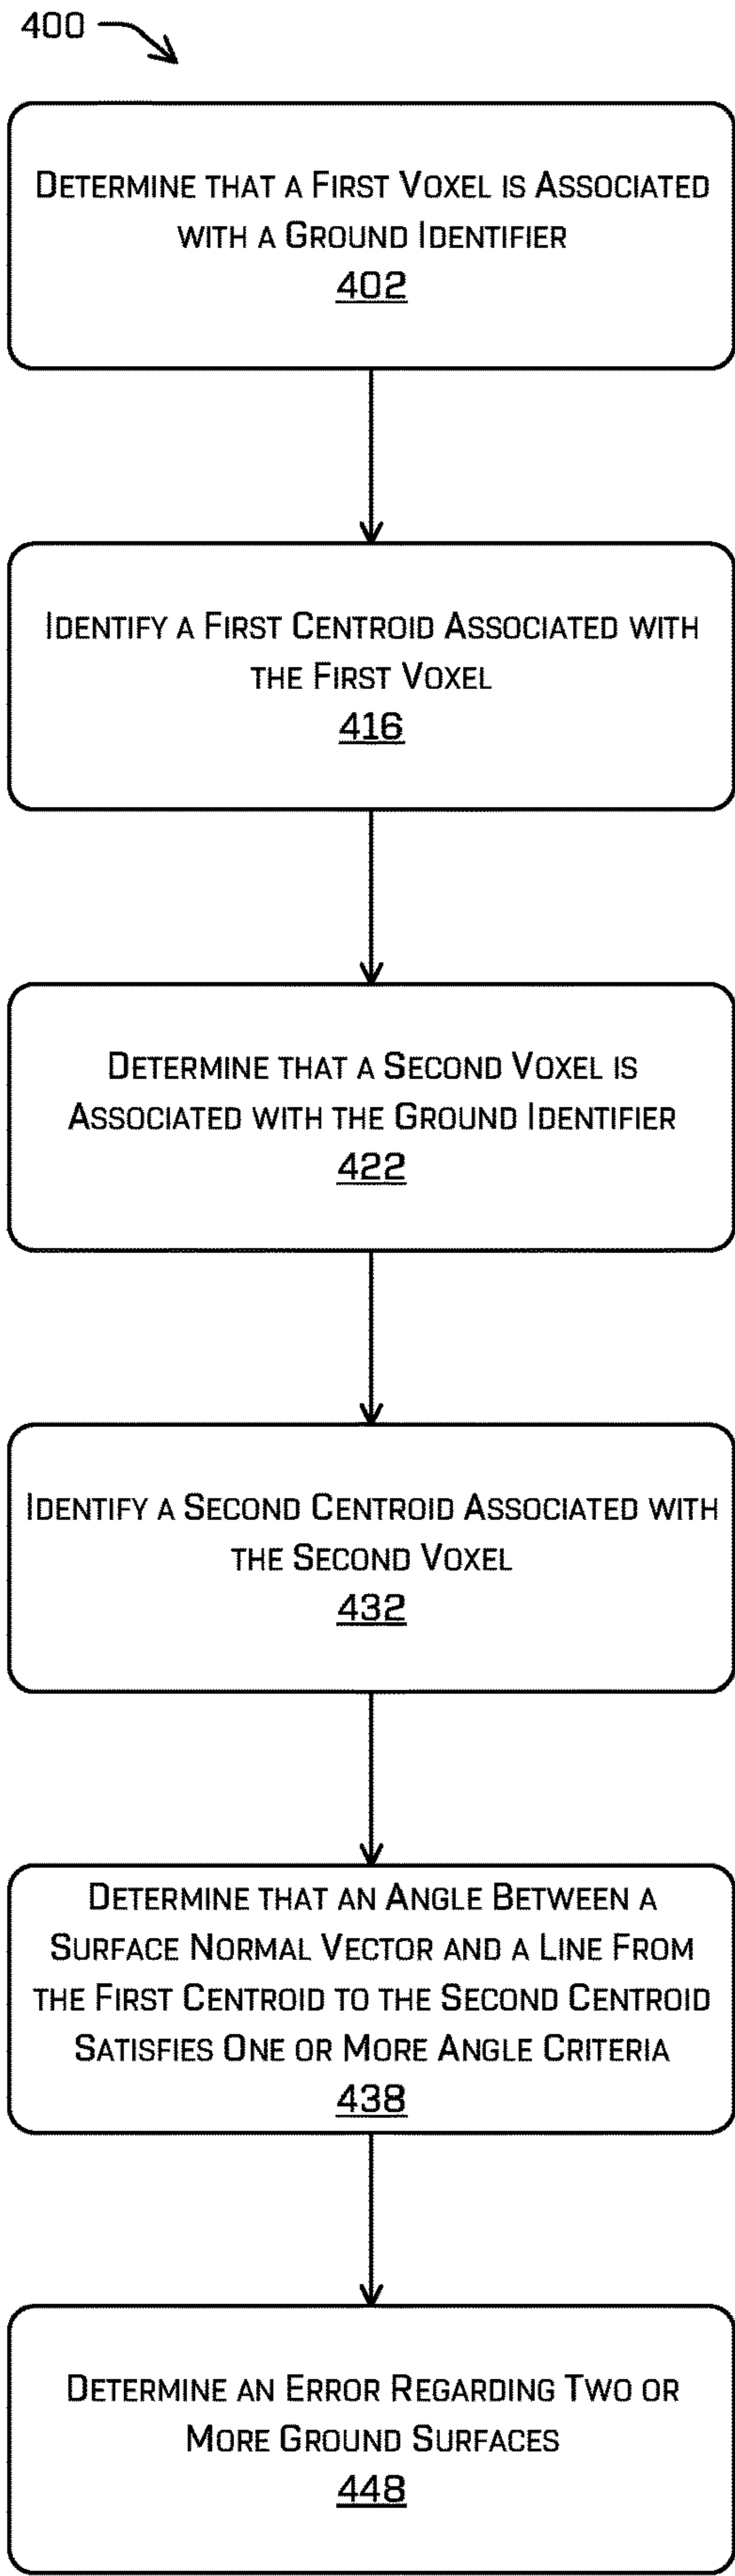 400
DETERMINE THAT A FIRST VOXEL IS ASSOCIATED
WITH A GROUND IDENTIFIER
402
IDENTIFY A FIRST CENTROID ASSOCIATED WITH
THE FIRST VOXEL
416
DETERMINE THAT A SECOND VOXEL IS
ASSOCIATED WITH THE GROUND IDENTIFIER
422
IDENTIFY A SECOND CENTROID ASSOCIATED WITH
THE SECOND VOXEL
432
DETERMINE THAT AN ANGLE BETWEEN A
SURFACE NORMAL VECTOR AND A LINE FROM
THE FIRST CENTROID TO THE SECOND CENTROID
SATISFIES ONE OR MORE ANGLE CRITERIA
438
DETERMINE AN ERROR REGARDING TWO OR
MORE GROUND SURFACES
448